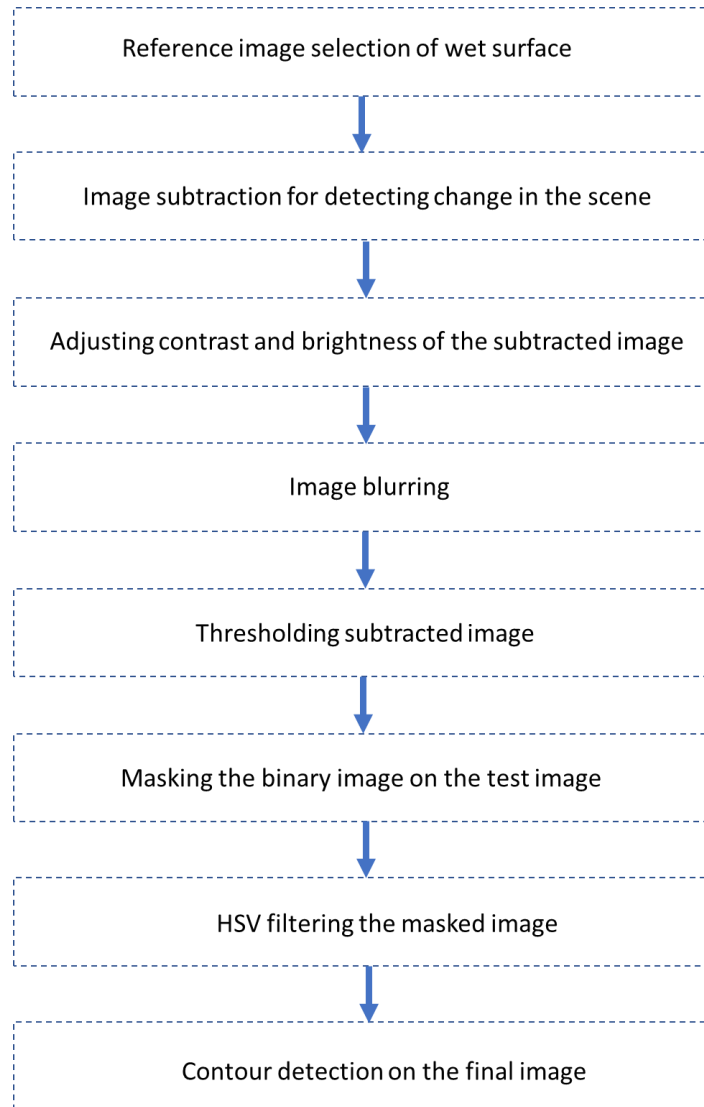 Reference image selection of wet surface
Image subtraction for detecting change in the scene
Adjusting contrast and brightness of the subtracted image
Image blurring
Thresholding subtracted image
Masking the binary image on the test image
HSV filtering the masked image
Contour detection on the final image